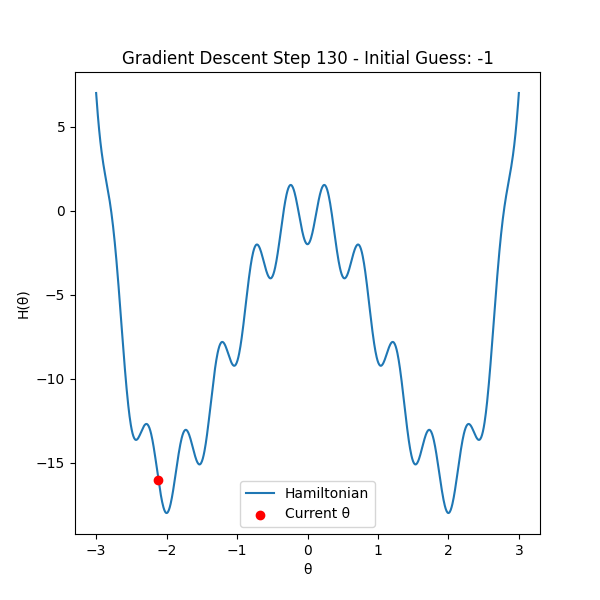 Gradient Descent Step 130 - Initial Guess: -1
H(θ)
5
0
−5
−10
−15
−3
−2
−1
0
1
2
3
θ
Hamiltonian
Current θ